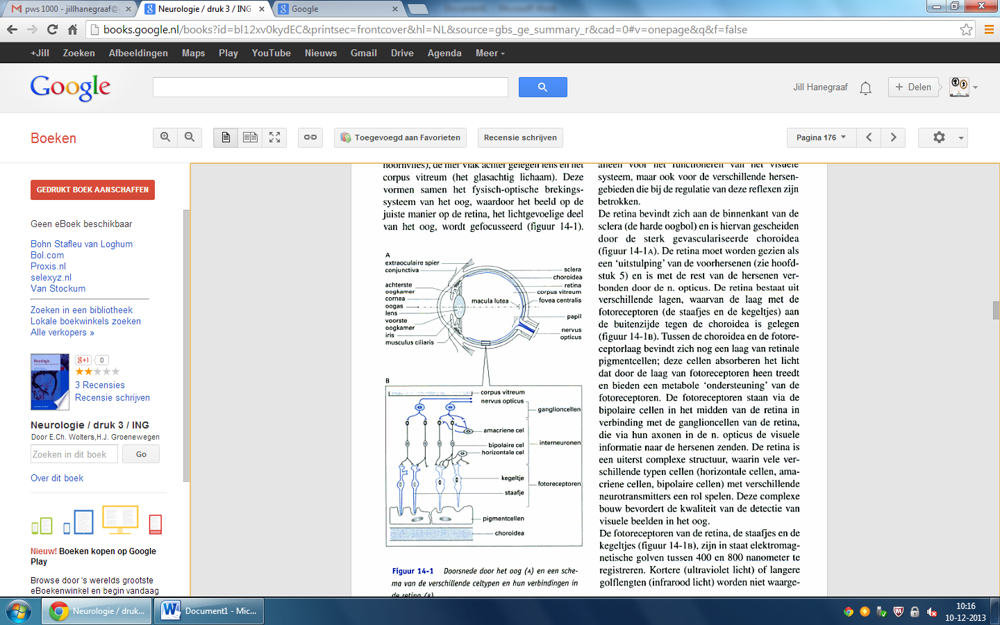 pws 1000 - jillhanegraaf@
Neurologie / druk 3 / ING
Google
books.google.nl/books?id=bl12xv0kydEC&printsec=frontcover&hl=NL&source=gbs_ge_summary_r&cad=0#v=onepage&q&f=false
+Jill Zoeken Afbeeldingen Maps Play YouTube Nieuws Gmail Drive Agenda Meer
Google
Jill Hanegraaf
+ Delen
Boeken
Toegevoegd aan Favorieten
Recensie schrijven
Pagina 176
GEDRUKT BOEK AANSCHAFFEN
Geen eBoek beschikbaar
Bohn Stafleu van Loghum
Bol.com
Proxis.nl
selexyz.nl
Van Stockum
Zoeken in een bibliotheek
Lokale boekwinkels zoeken
Alle verkopers »
Neurologie
g+1 0
3 Recensies
Recensie schrijven
Neurologie / druk 3 / ING
Door E.Ch. Wolters,H.J. Groenewegen
Zoeken in dit boek
Go
Over dit boek
Nieuw! Boeken kopen op Google
Play
Browse door 's werelds grootste
eBoekenwinkel en begin vandaag
hoornvlies), de hier vlak achter gelegen lens en het
corpus vitreum (het glasachtig lichaam). Deze
vormen samen het fysisch-optische brekings-
systeem van het oog, waardoor het beeld op de
juiste manier op de retina, het lichtgevoelige deel
van het oog, wordt gefocusseerd (figuur 14-1).
A
extraoculaire spier
conjunctiva
achterste
oogkamer
cornea
oogas
lens
voorste
oogkamer
iris
musculus ciliaris
macula lutea
sclera
choroidea
retina
corpus vitreum
fovea centralis
papil
nervus
opticus
B
corpus vitreum
nervus opticus
ganglioncellen
amacriene cel
bipolaire cel
interneuronen
horizontale cel
kegeltje
fotoreceptoren
staafje
pigmentcellen
choroidea
Figuur 14-1 Doorsnede door het oog (A) en een sche-
ma van de verschillende celtypen en hun verbindingen in
de retina (B).
alleen voor het functioneren van het visuele
systeem, maar ook voor de verschillende hersen-
gebieden die bij de regulatie van deze reflexen zijn
betrokken.
De retina bevindt zich aan de binnenkant van de
sclera (de harde oogbol) en is hiervan gescheiden
door de sterk gevasculariseerde choroidea
(figuur 14-1A). De retina moet worden gezien als
een ‘uitstulping’ van de voorhersenen (zie hoofd-
stuk 5) en is met de rest van de hersenen ver-
bonden door de n. opticus. De retina bestaat uit
verschillende lagen, waarvan de laag met de
fotoreceptoren (de staafjes en de kegeltjes) aan
de buitenzijde tegen de choroidea is gelegen
(figuur 14-1B). Tussen de choroidea en de fotore-
ceptorlaag bevindt zich nog een laag van retinale
pigmentcellen; deze cellen absorberen het licht
dat door de laag van fotoreceptoren heen treedt
en bieden een metabole ‘ondersteuning’ van de
fotoreceptoren. De fotoreceptoren staan via de
bipolaire cellen in het midden van de retina in
verbinding met de ganglioncellen van de retina,
die via hun axonen in de n. opticus de visuele
informatie naar de hersenen zenden. De retina is
een uiterst complexe structuur, waarin vele ver-
schillende typen cellen (horizontale cellen, ama-
criene cellen, bipolaire cellen) met verschillende
neurotransmitters een rol spelen. Deze complexe
bouw bevordert de kwaliteit van de detectie van
visuele beelden in het oog.
De fotoreceptoren van de retina, de staafjes en de
kegeltjes (figuur 14-1B), zijn in staat elektromag-
netische golven tussen 400 en 800 nanometer te
registreren. Kortere (ultraviolet licht) of langere
golflengten (infrarood licht) worden niet waarge-
Neurologie / druk...
Document1 - Mic...
10:16
10-12-2013